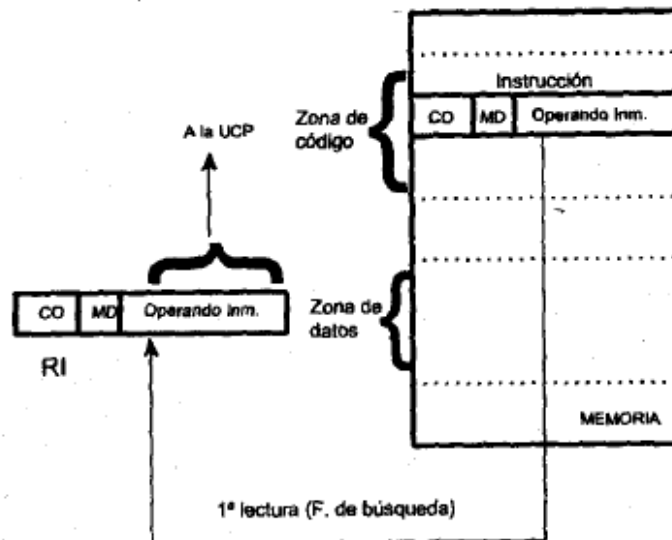 Instrucción
CO MD Operando Inm.
Zona de
código
A la UCP
CO MD Operando Inm.
RI
Zona de
datos
MEMORIA
1ª lectura (F. de búsqueda)